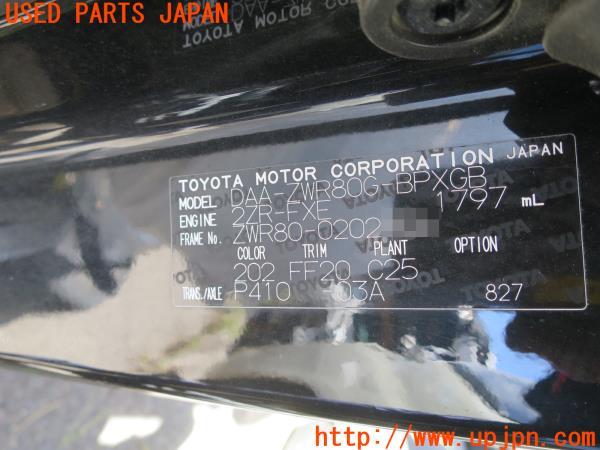 USED PARTS JAPAN
TOYOTA MOTOR CORPORATION JAPAN
MODEL DAA-ZWR80G-BPXGB
ENGINE 2ZR-FXE 1797 mL
FRAME No. ZWR80-0202
COLOR TRIM PLANT OPTION
202 FF20 C25
TRANS./AXLE P410 -03A 827
http://www.upjpn.com/